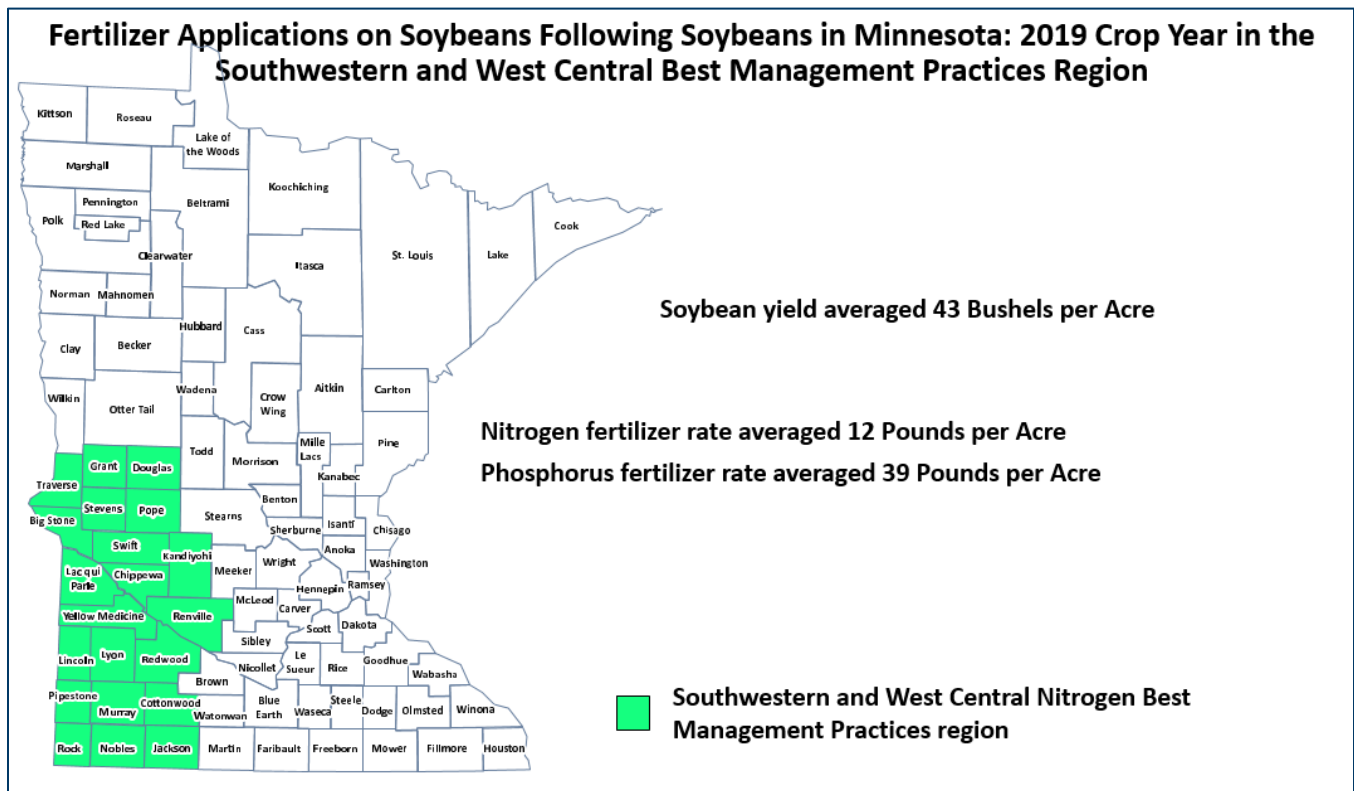 Fertilizer Applications on Soybeans Following Soybeans in Minnesota: 2019 Crop Year in the
Southwestern and West Central Best Management Practices Region
Kittson
Roseau
Lake of
the Woods
Marshall
Koochiching
Pennington
Beltrami
Polk
Red Lake
Cook
Clearwater
St. Louis
Lake
Itasca
Norman
Mahnomen
Soybean yield averaged 43 Bushels per Acre
Hubbard
Cass
Clay
Becker
Wadena
Aitkin
Carlton
Wilkin
Crow
Wing
Otter Tail
Nitrogen fertilizer rate averaged 12 Pounds per Acre
Phosphorus fertilizer rate averaged 39 Pounds per Acre
Mille
Lacs
Pine
Todd
Morrison
Grant
Douglas
Kanabec
Traverse
Benton
Stevens
Pope
Big Stone
Stearns
Isanti
Sherburne
Chisago
Swift
Anoka
Kandiyohi
Wright
Washington
Meeker
Lac qui
Parle
Chippewa
Hennepin
Ramsey
McLeod
Carver
Yellow Medicine
Renville
Scott
Dakota
Sibley
Lyon
Le
Sueur
Lincoln
Redwood
Nicollet
Rice
Goodhue
Wabasha
Brown
Pipestone
Cottonwood
Murray
Watonwan
Blue
Earth
Waseca
Steele
Dodge
Olmsted
Winona
Southwestern and West Central Nitrogen Best
Management Practices region
Rock
Nobles
Jackson
Martin
Faribault
Freeborn
Mower
Fillmore
Houston